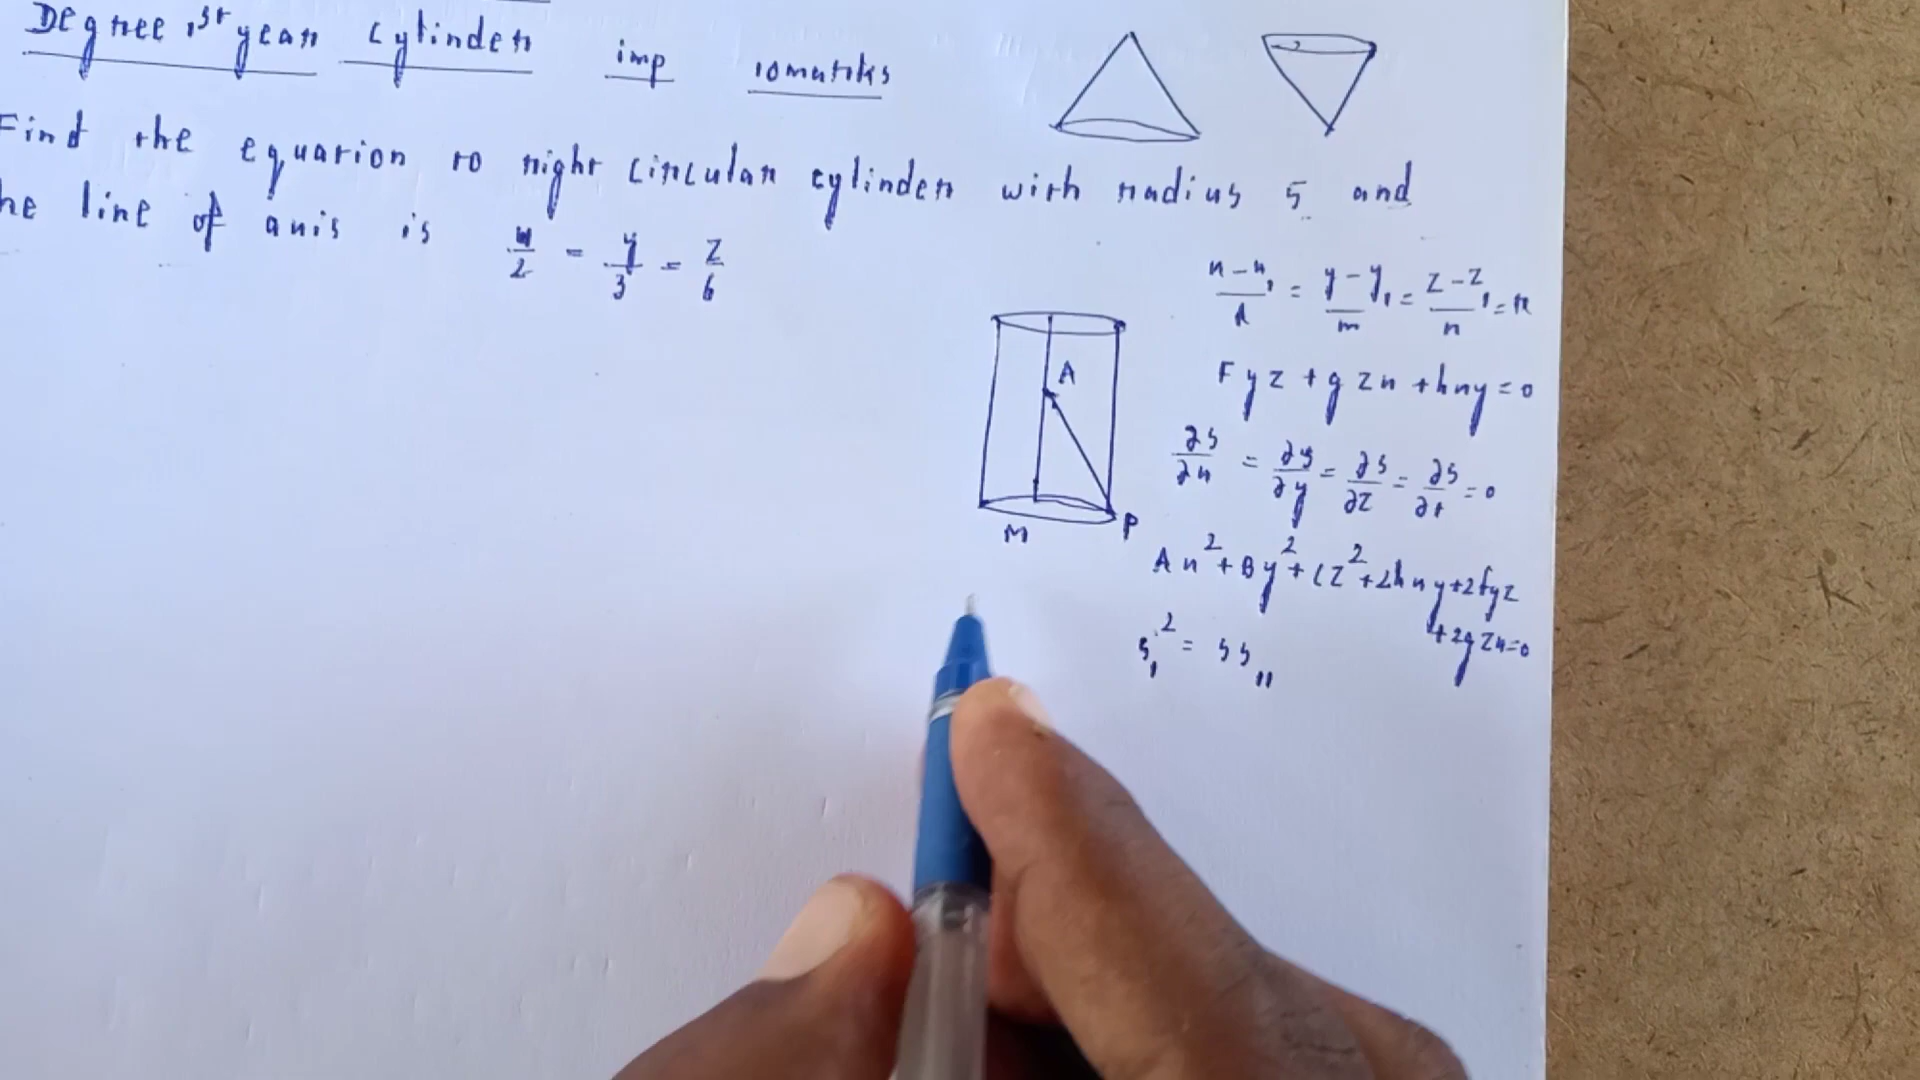 Degree 1st year cylinder imp 10 marks
Find the equation to right circular cylinder with radius 5 and
he line of axis is x/2 = y/3 = z/6
x-x₁/l = y-y₁/m = z-z₁/n = r
A
Fyz + gzx + hxy = 0
∂s/∂x = ∂s/∂y = ∂s/∂z = ∂s/∂t = 0
M P
Ax² + By² + Cz² + 2hxy + 2fyz
+ 2gzx = 0
s₁² = ss₁₁